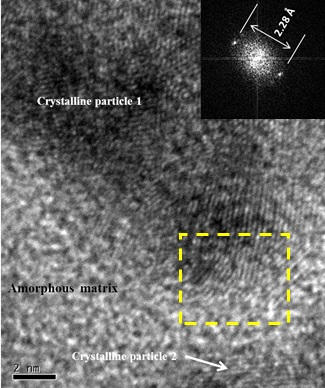 2.28 Å
Crystalline particle 1
Amorphous matrix
Crystalline particle 2
2 nm